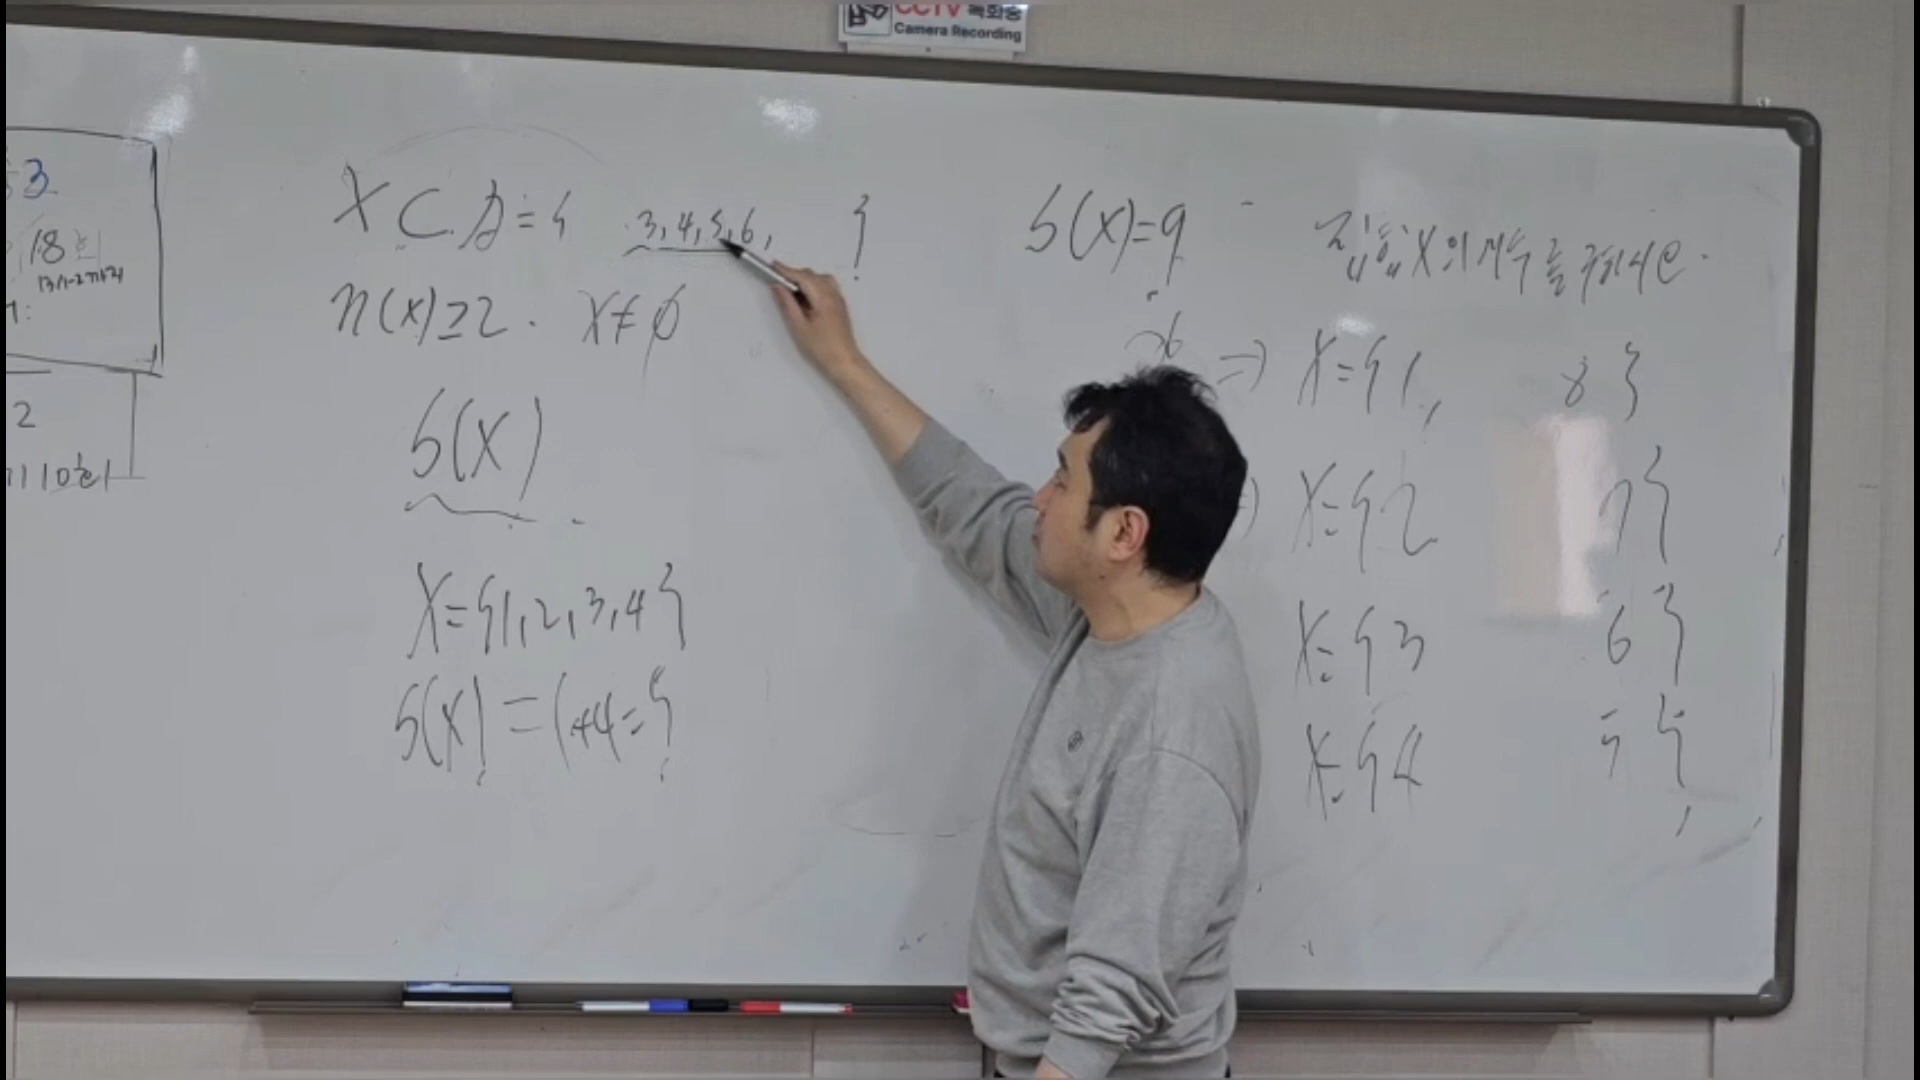 CCTV 녹화중
Camera Recording
3
18
2
X ⊂ A = { 3, 4, 5, 6, }
n(X) ≥ 2 . X ≠ ∅
S(X)
X = {1, 2, 3, 4}
S(X) = 1+4 = 5
S(X) = 9
집합 X의 개수를 구하시오.
⇒ X = { 1, 8 }
X = { 2 7 }
X = { 3 6 }
X = { 4 5 }